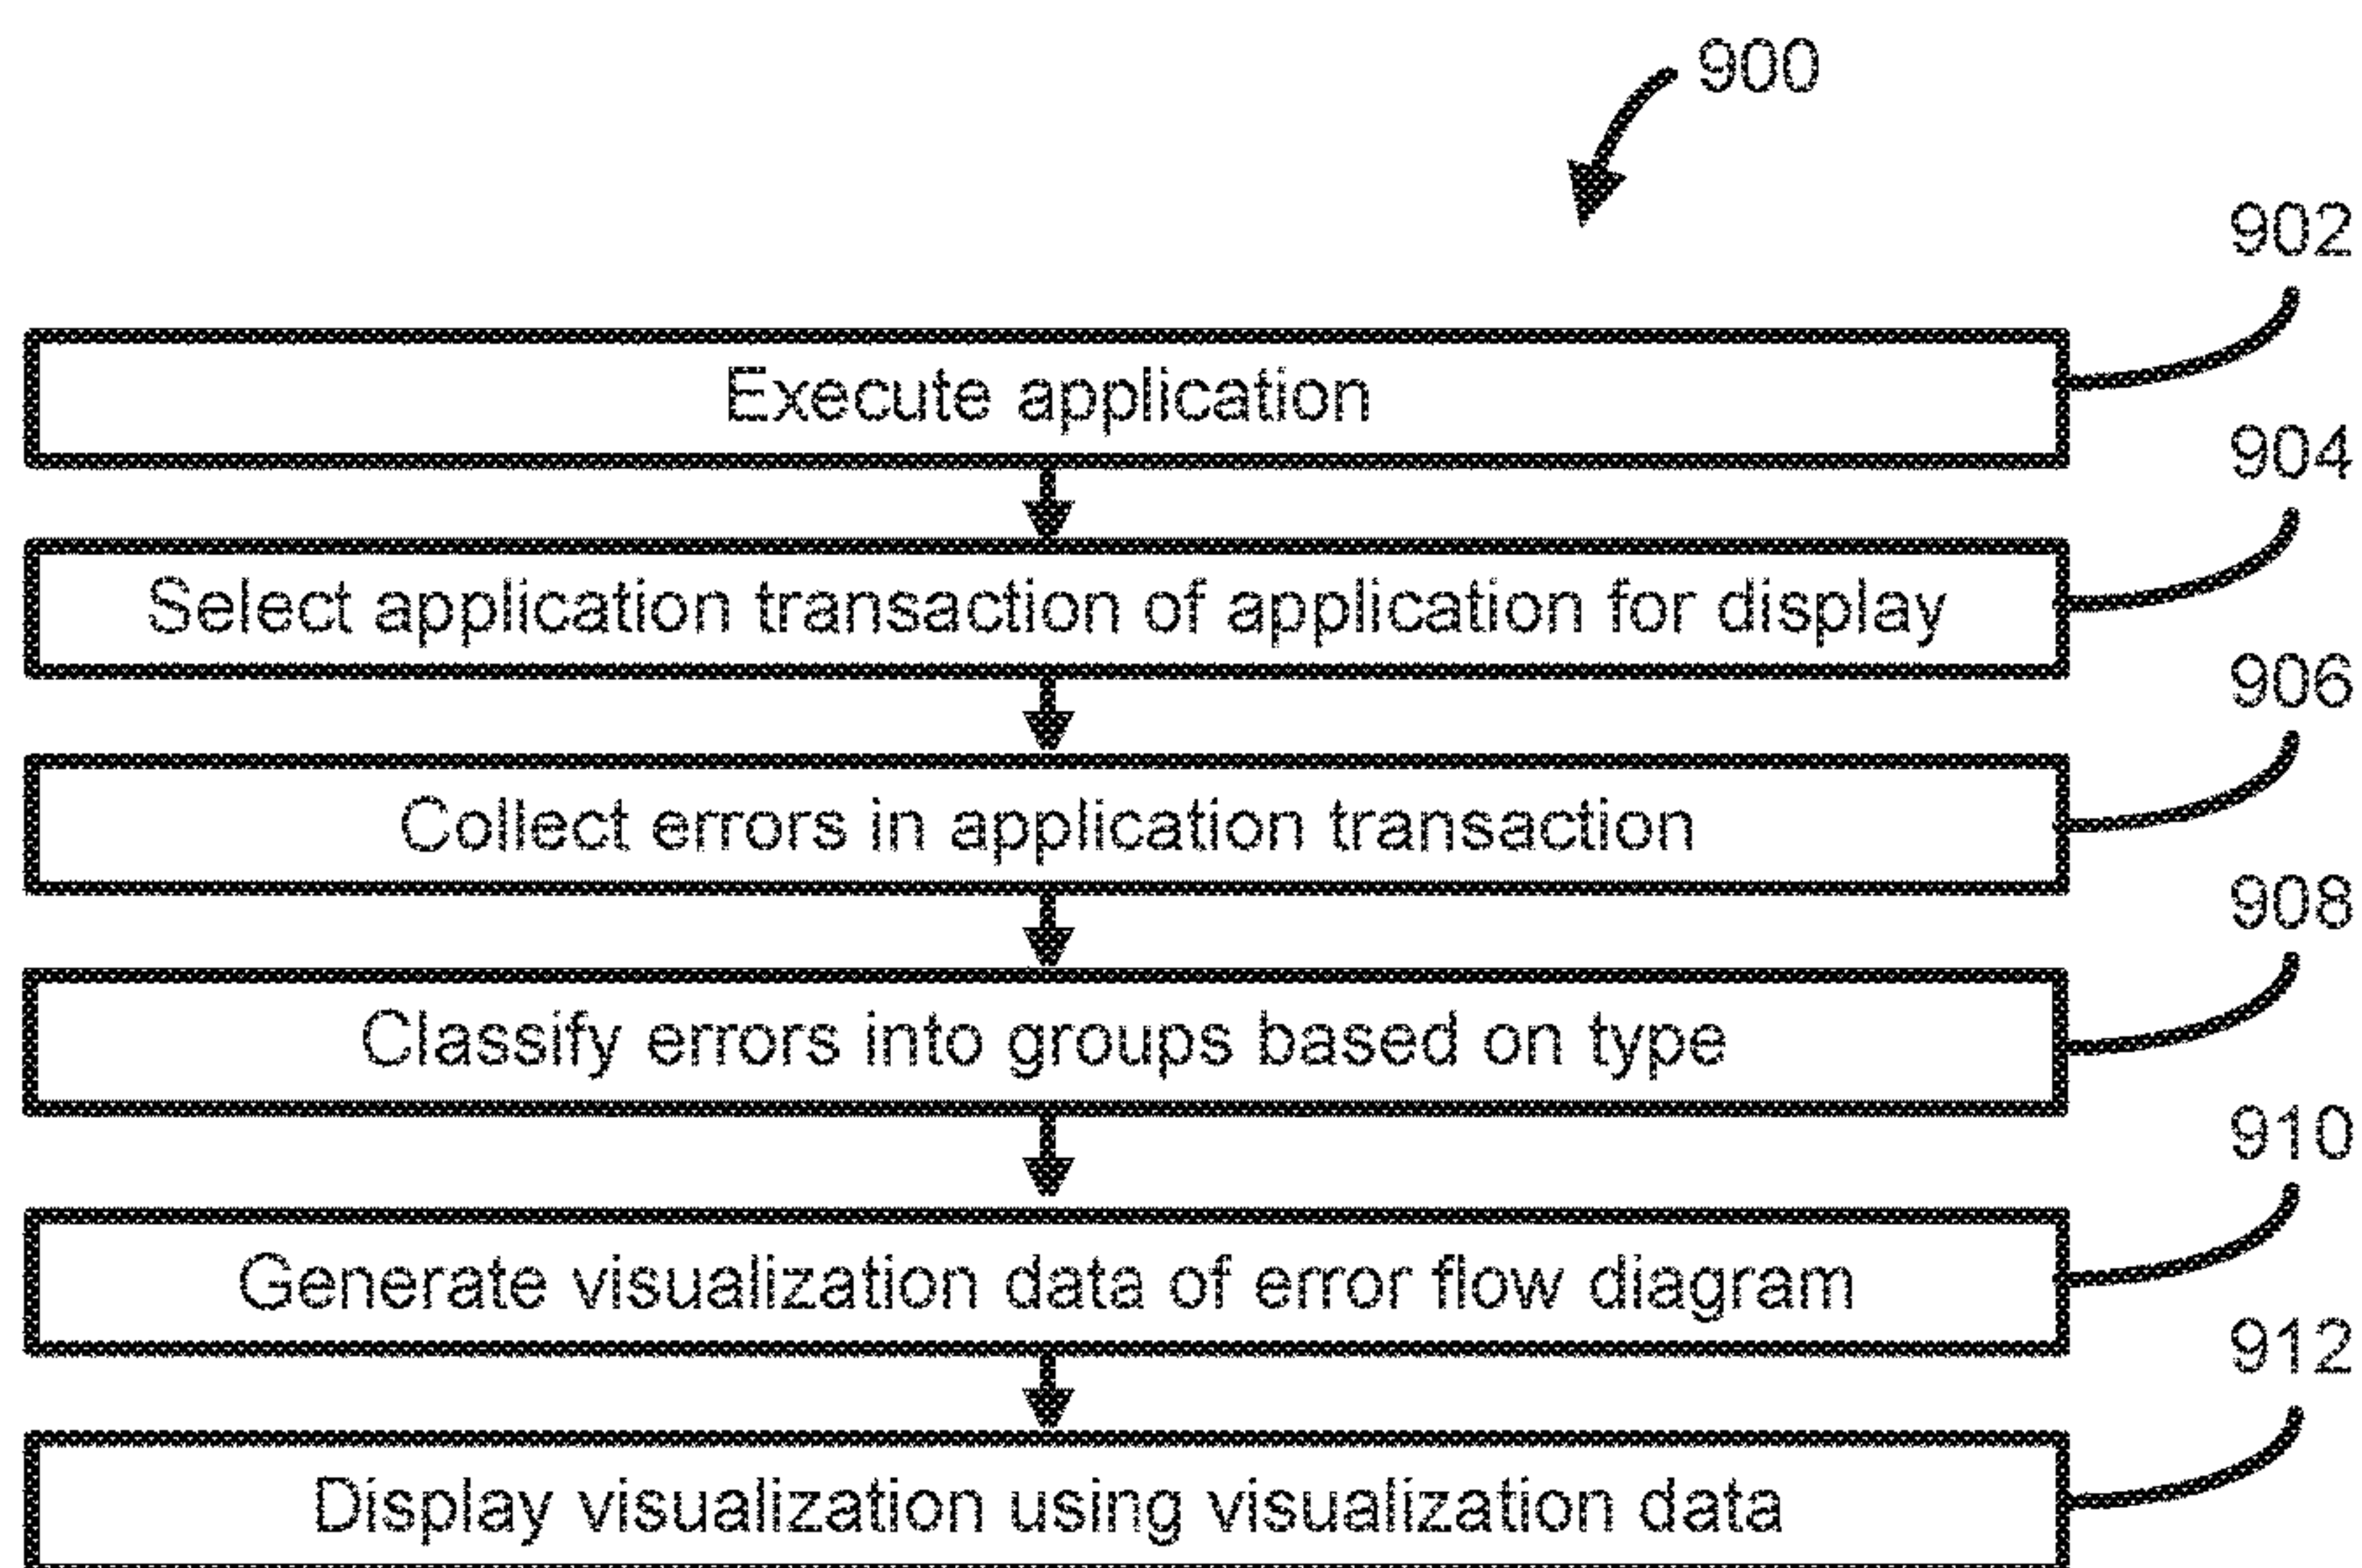 900
902
Execute application
904
Select application transaction of application for display
906
Collect errors in application transaction
908
Classify errors into groups based on type
910
Generate visualization data of error flow diagram
912
Display visualization using visualization data